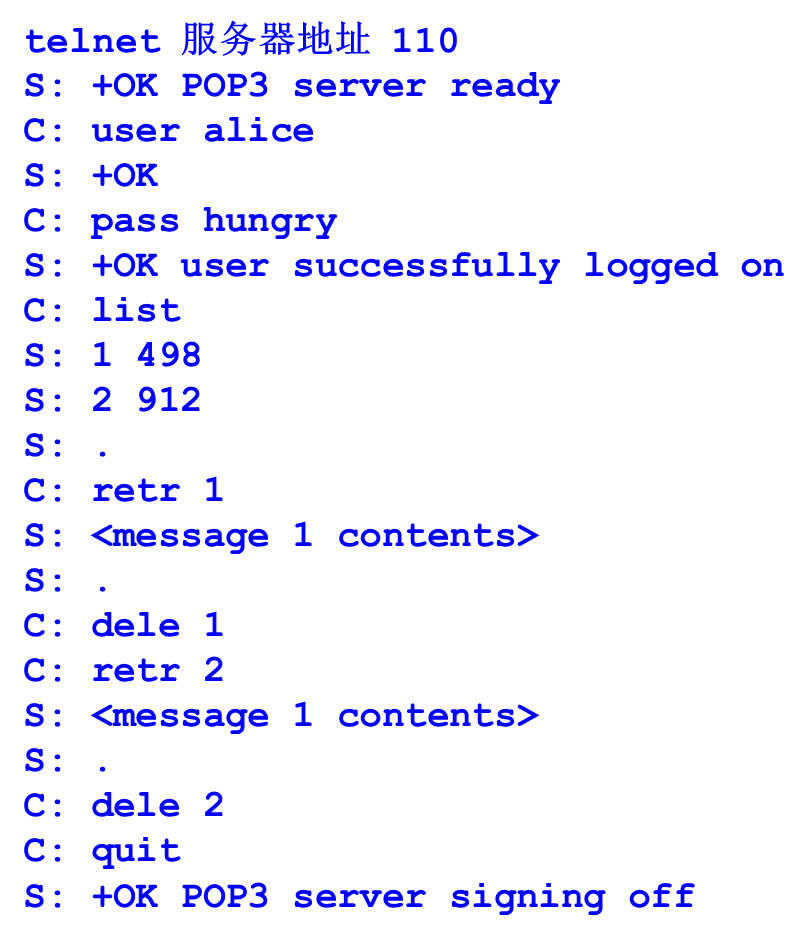 telnet 服务器地址 110
S: +OK POP3 server ready
C: user alice
S: +OK
C: pass hungry
S: +OK user successfully logged on
C: list
S: 1 498
S: 2 912
S: .
C: retr 1
S: <message 1 contents>
S: .
C: dele 1
C: retr 2
S: <message 1 contents>
S: .
C: dele 2
C: quit
S: +OK POP3 server signing off